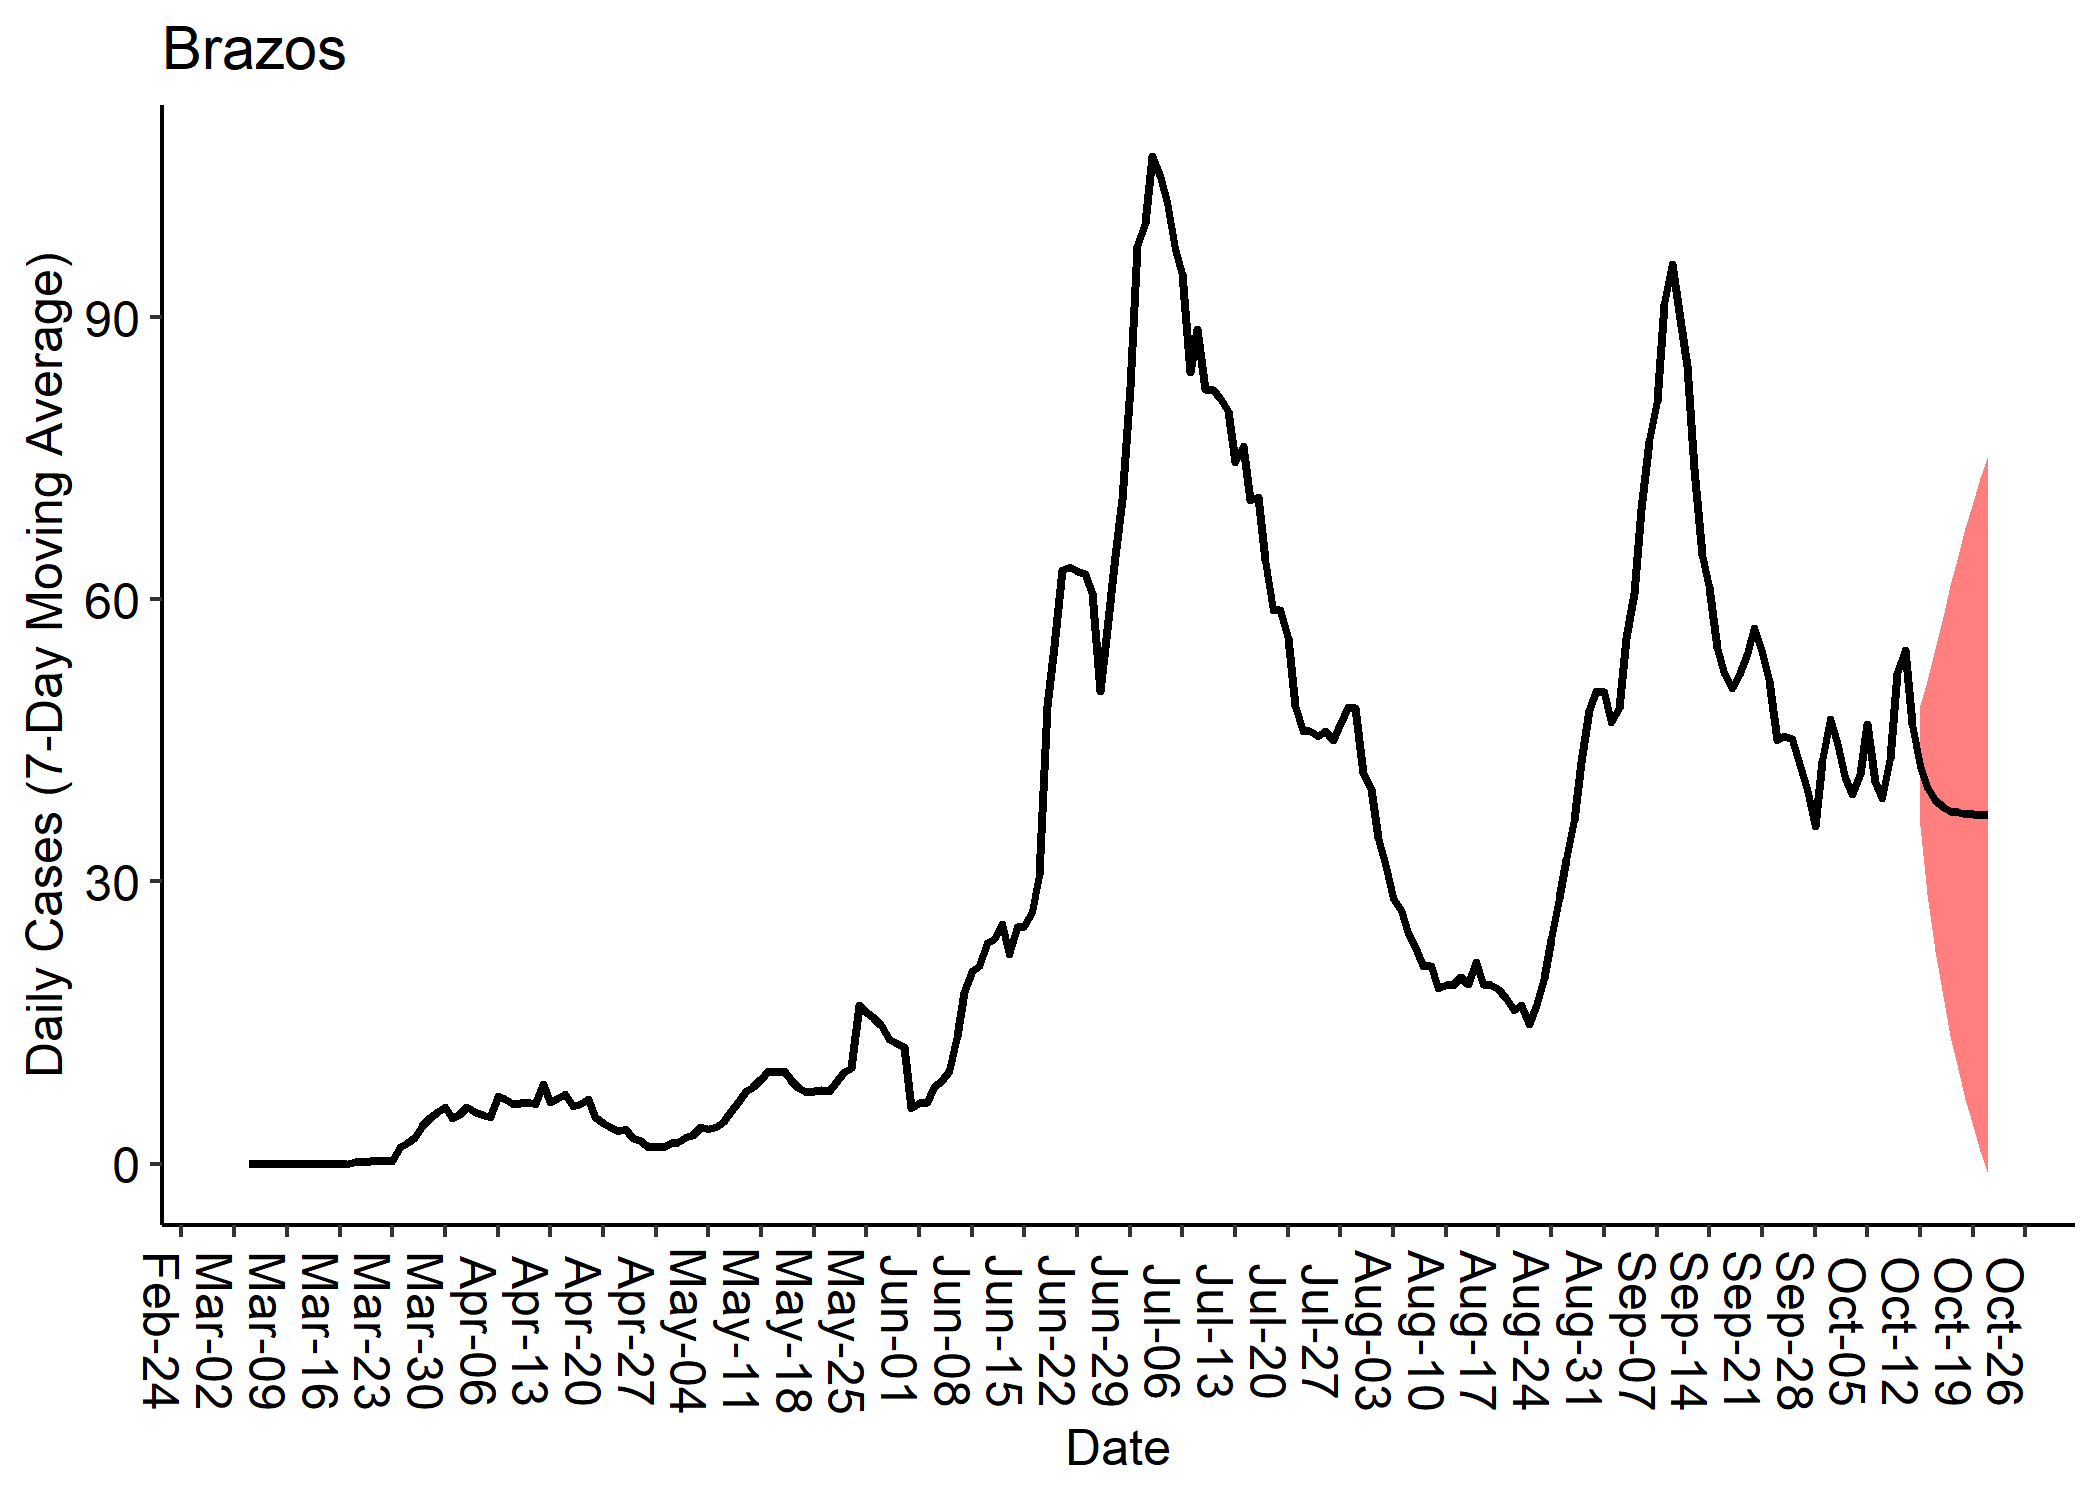 Brazos
Daily Cases (7-Day Moving Average)
90
60
30
0
Feb-24
Mar-02
Mar-09
Mar-16
Mar-23
Mar-30
Apr-06
Apr-13
Apr-20
Apr-27
May-04
May-11
May-18
May-25
Jun-01
Jun-08
Jun-15
Jun-22
Jun-29
Jul-06
Jul-13
Jul-20
Jul-27
Aug-03
Aug-10
Aug-17
Aug-24
Aug-31
Sep-07
Sep-14
Sep-21
Sep-28
Oct-05
Oct-12
Oct-19
Oct-26
Date